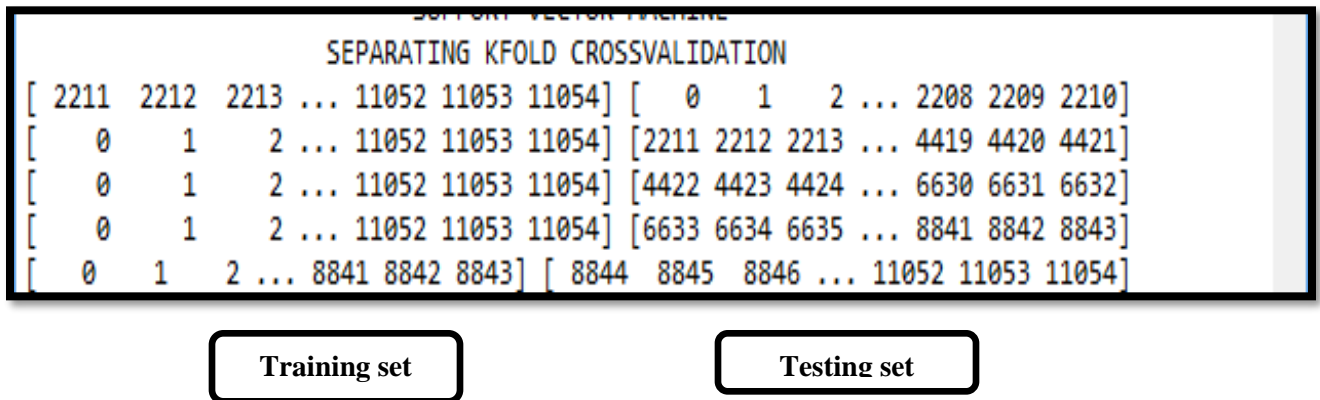 SUPPORT VECTOR MACHINE
SEPARATING KFOLD CROSSVALIDATION
[ 2211 2212 2213 ... 11052 11053 11054] [ 0 1 2 ... 2208 2209 2210]
[ 0 1 2 ... 11052 11053 11054] [2211 2212 2213 ... 4419 4420 4421]
[ 0 1 2 ... 11052 11053 11054] [4422 4423 4424 ... 6630 6631 6632]
[ 0 1 2 ... 11052 11053 11054] [6633 6634 6635 ... 8841 8842 8843]
[ 0 1 2 ... 8841 8842 8843] [ 8844 8845 8846 ... 11052 11053 11054]
Training set
Testing set